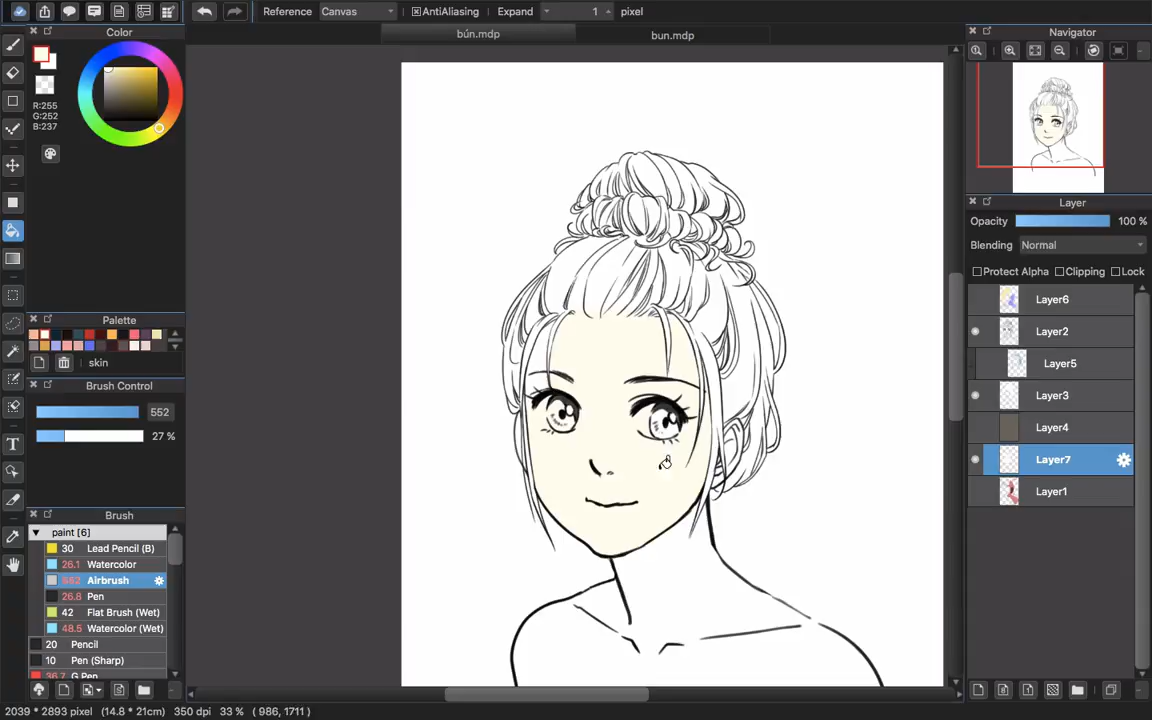 Reference Canvas AntiAliasing Expand 1 pixel
Color
bún.mdp
bun.mdp
Navigator
R:255
G:252
B:237
Layer
Opacity 100 %
Blending Normal
Protect Alpha Clipping Lock
Layer6
Palette
Layer2
skin
Layer5
Brush Control
Layer3
552
Layer4
27 %
Layer7
Layer1
Brush
paint [6]
30 Lead Pencil (B)
26.1 Watercolor
552 Airbrush
26.8 Pen
42 Flat Brush (Wet)
48.5 Watercolor (Wet)
20 Pencil
10 Pen (Sharp)
36.7 G Pen
2039 * 2893 pixel (14.8 * 21cm) 350 dpi 33 % ( 986, 1711 )